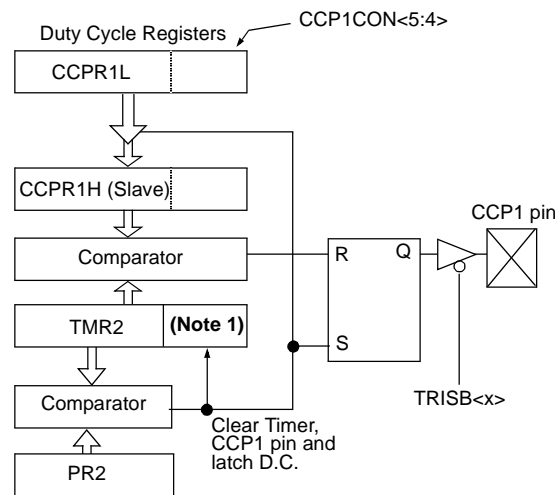 CCP1CON<5:4>
Duty Cycle Registers
CCPR1L
CCPR1H (Slave)
CCP1 pin
Comparator
R
Q
TMR2
(Note 1)
S
Comparator
TRISB<x>
Clear Timer,
CCP1 pin and
latch D.C.
PR2